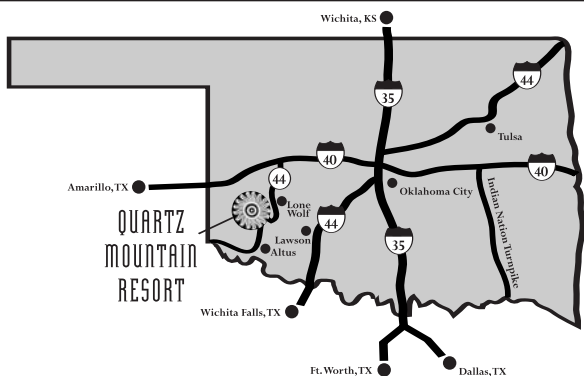 Wichita, KS
44
35
Tulsa
40
40
44
Amarillo, TX
Oklahoma City
Lone
Wolf
Indian Nation Turnpike
QUARTZ
MOUNTAIN
RESORT
44
Lawson
35
Altus
Wichita Falls, TX
Ft. Worth, TX
Dallas, TX